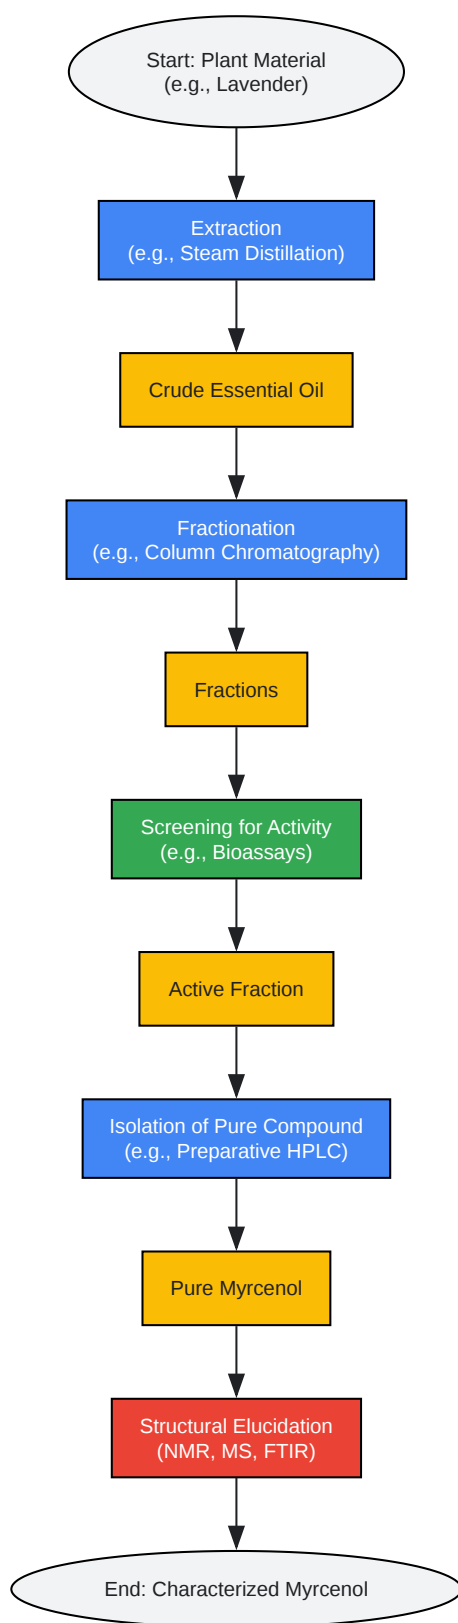 Start: Plant Material
(e.g., Lavender)
Extraction
(e.g., Steam Distillation)
Crude Essential Oil
Fractionation
(e.g., Column Chromatography)
Fractions
Screening for Activity
(e.g., Bioassays)
Active Fraction
Isolation of Pure Compound
(e.g., Preparative HPLC)
Pure Myrcenol
Structural Elucidation
(NMR, MS, FTIR)
End: Characterized Myrcenol